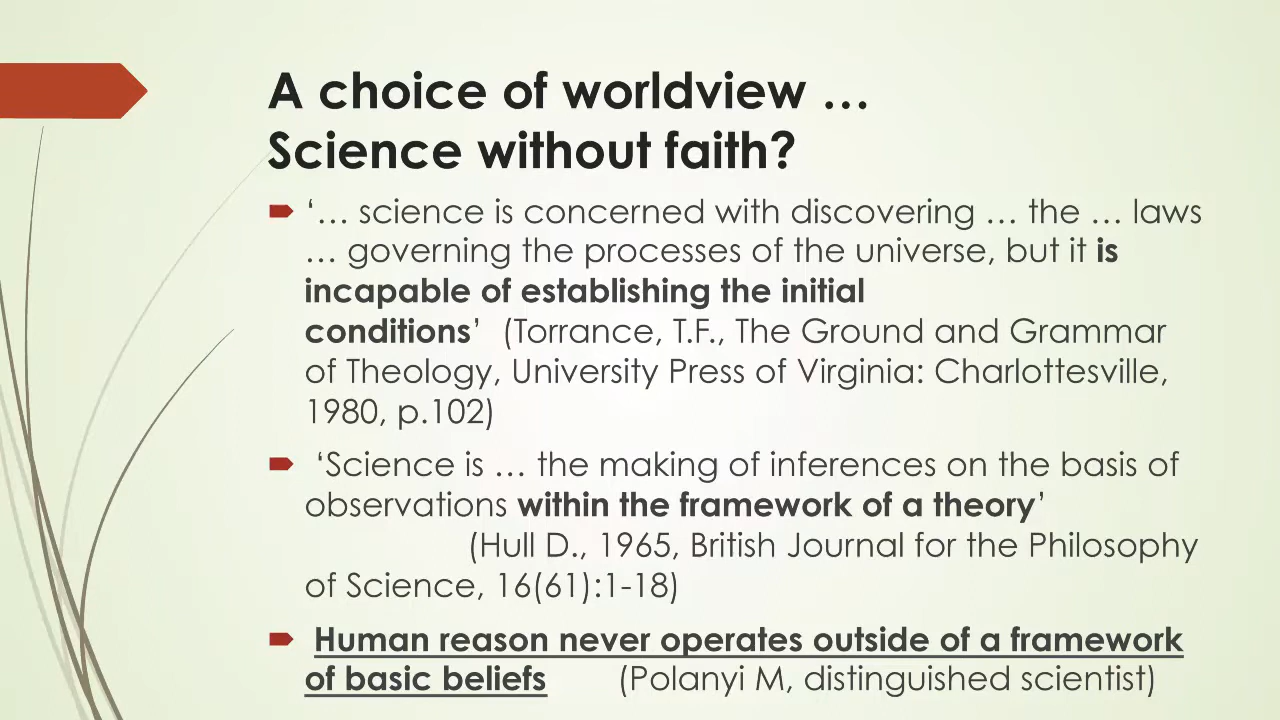 A choice of worldview …
Science without faith?
‘… science is concerned with discovering … the … laws
… governing the processes of the universe, but it is
incapable of establishing the initial
conditions’ (Torrance, T.F., The Ground and Grammar
of Theology, University Press of Virginia: Charlottesville,
1980, p.102)
‘Science is … the making of inferences on the basis of
observations within the framework of a theory’
(Hull D., 1965, British Journal for the Philosophy
of Science, 16(61):1-18)
Human reason never operates outside of a framework
of basic beliefs (Polanyi M, distinguished scientist)